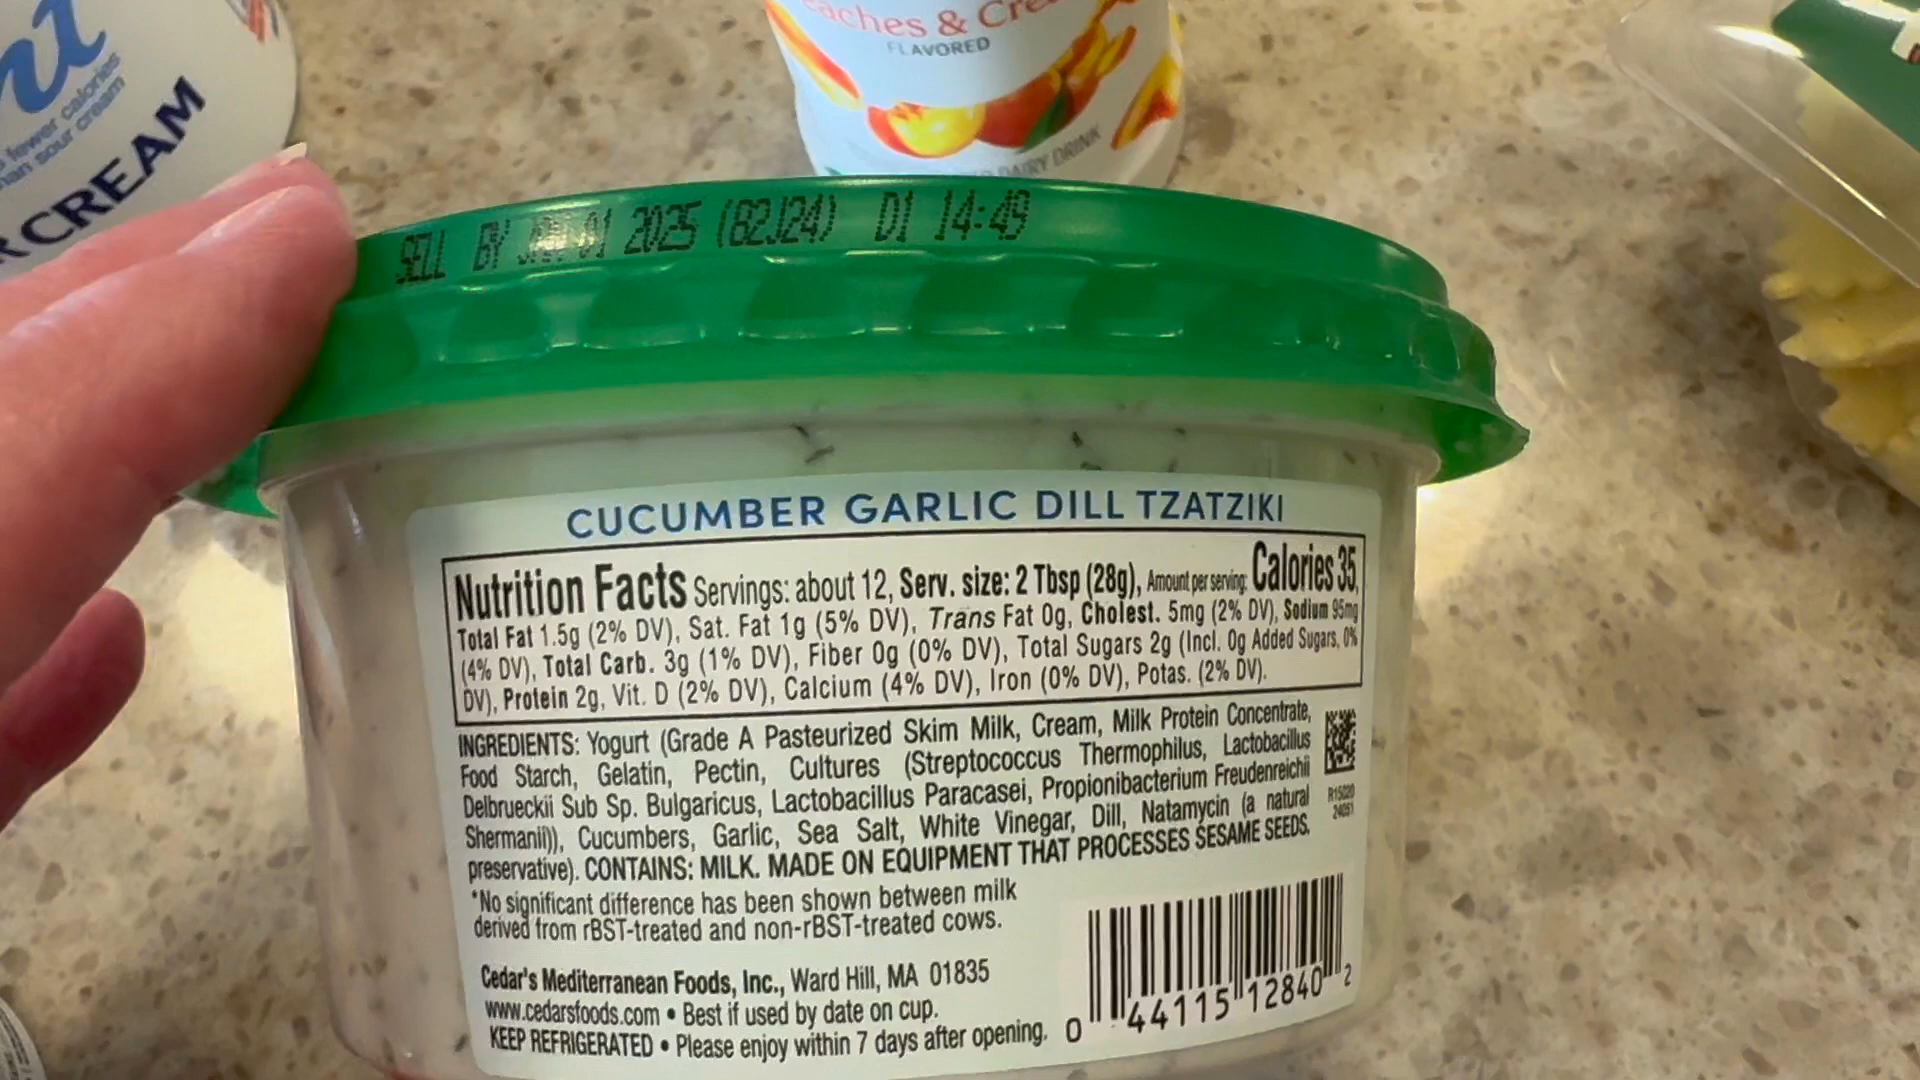 fewer calories
than sour cream
R CREAM
eaches & Cre
FLAVORED
DAIRY DRINK
SELL BY JAN 01 2025 (B2J24) D1 14:49
CUCUMBER GARLIC DILL TZATZIKI
Nutrition Facts Servings: about 12, Serv. size: 2 Tbsp (28g), Amount per serving: Calories 35,
Total Fat 1.5g (2% DV), Sat. Fat 1g (5% DV), Trans Fat 0g, Cholest. 5mg (2% DV), Sodium 95mg
(4% DV), Total Carb. 3g (1% DV), Fiber 0g (0% DV), Total Sugars 2g (Incl. 0g Added Sugars, 0%
DV), Protein 2g, Vit. D (2% DV), Calcium (4% DV), Iron (0% DV), Potas. (2% DV).
INGREDIENTS: Yogurt (Grade A Pasteurized Skim Milk, Cream, Milk Protein Concentrate,
Food Starch, Gelatin, Pectin, Cultures (Streptococcus Thermophilus, Lactobacillus
Delbrueckii Sub Sp. Bulgaricus, Lactobacillus Paracasei, Propionibacterium Freudenreichii
Shermanii)), Cucumbers, Garlic, Sea Salt, White Vinegar, Dill, Natamycin (a natural
preservative). CONTAINS: MILK. MADE ON EQUIPMENT THAT PROCESSES SESAME SEEDS.
R15020
24051
*No significant difference has been shown between milk
derived from rBST-treated and non-rBST-treated cows.
Cedar's Mediterranean Foods, Inc., Ward Hill, MA 01835
www.cedarsfoods.com • Best if used by date on cup.
KEEP REFRIGERATED • Please enjoy within 7 days after opening.
0 44115 12840 2